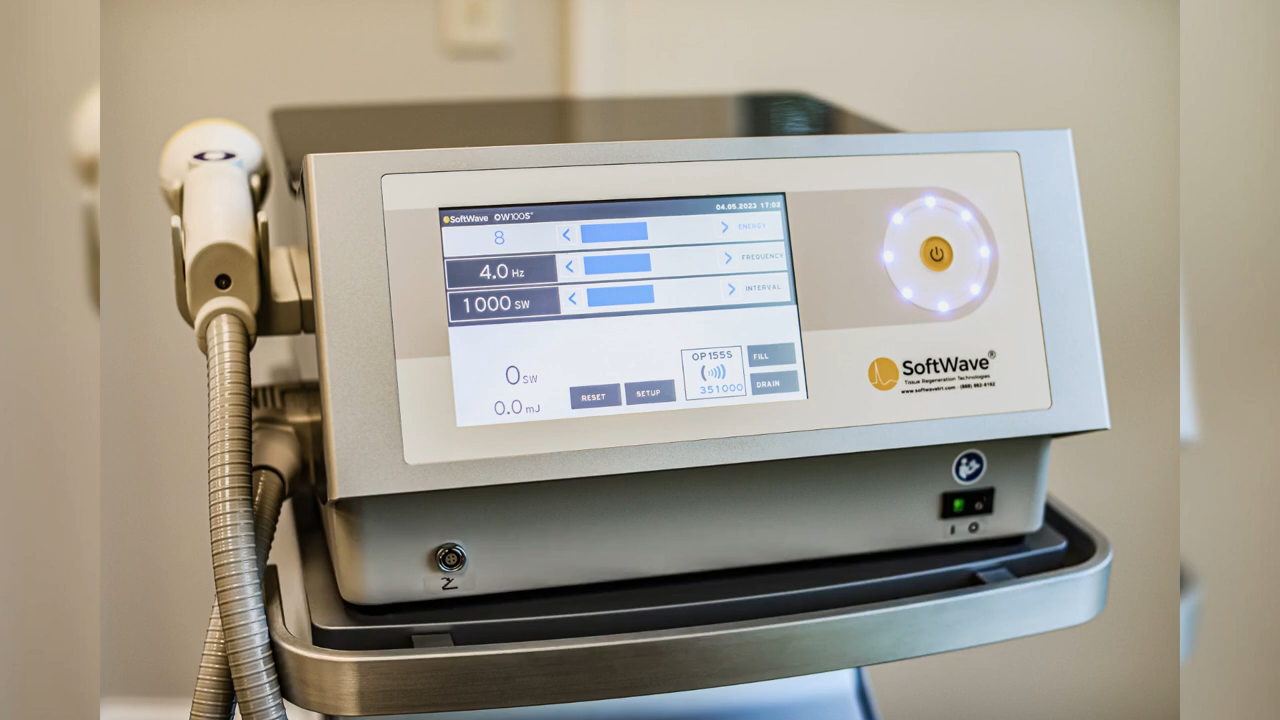 SoftWave OW100S™ 04.05.2023 17:02
8 < > ENERGY
4.0 Hz < > FREQUENCY
1000 SW < > INTERVAL
0 SW
0.0 mJ
RESET
SETUP
OP155S
351000
FILL
DRAIN
SoftWave®
Tissue Regeneration Technologies
I O